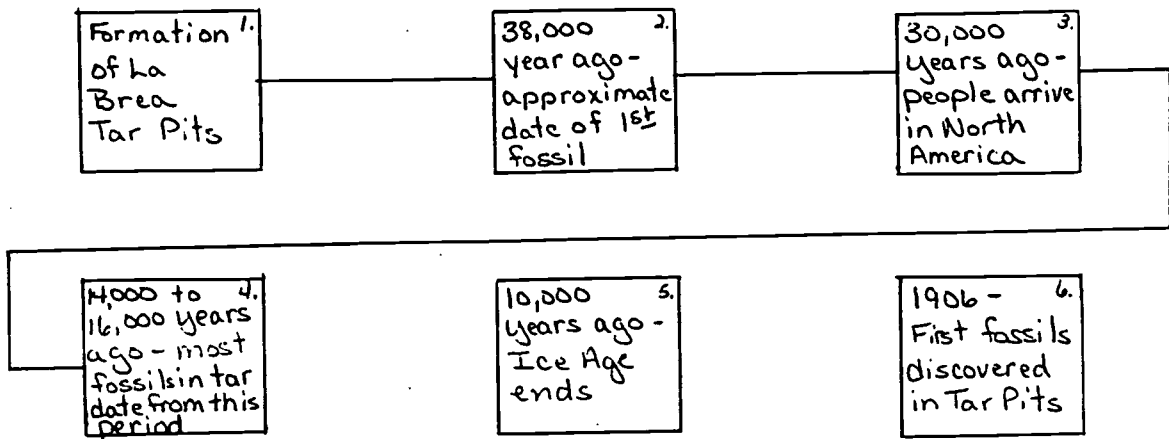 Formation 1.
of La
Brea
Tar Pits
38,000 2.
year ago-
approximate
date of 1st
fossil
30,000 3.
years ago-
people arrive
in North
America
14,000 to 4.
16,000 years
ago - most
fossils in tar
date from this
period
10,000 5.
years ago -
Ice Age
ends
1906 - 6.
First fossils
discovered
in Tar Pits